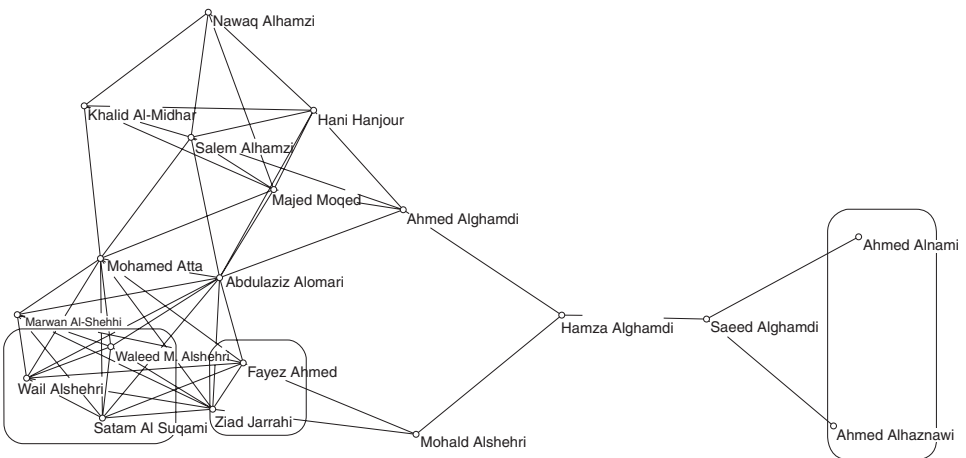 Nawaq Alhamzi
Khalid Al-Midhar
Hani Hanjour
Salem Alhamzi
Majed Moqed
Ahmed Alghamdi
Ahmed Alnami
Mohamed Atta
Abdulaziz Alomari
Marwan Al-Shehhi
Hamza Alghamdi
Saeed Alghamdi
Waleed M. Alshehri
Fayez Ahmed
Wail Alshehri
Ziad Jarrahi
Satam Al Suqami
Mohald Alshehri
Ahmed Alhaznawi